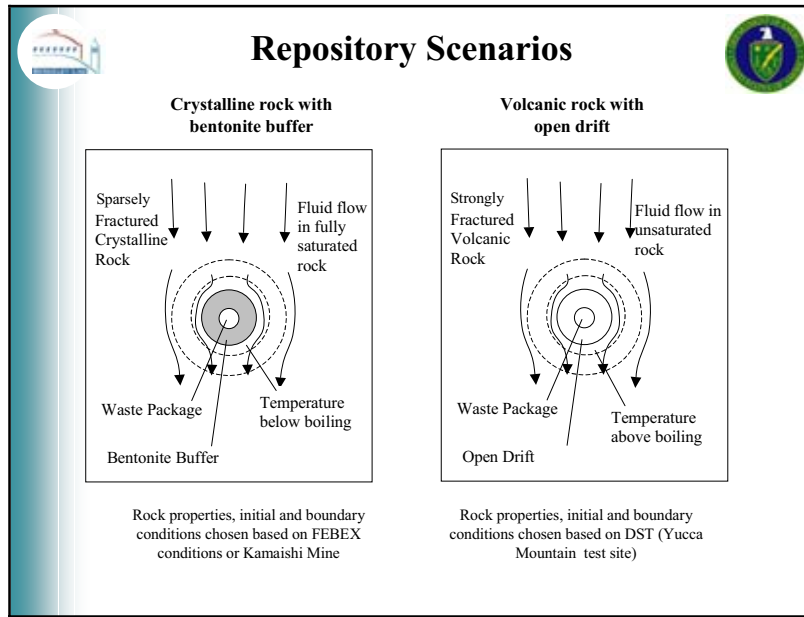 Repository Scenarios
Crystalline rock with
bentonite buffer
Sparsely
Fractured
Crystalline
Rock
Fluid flow
in fully
saturated
rock
Waste Package
Temperature
below boiling
Bentonite Buffer
Rock properties, initial and boundary
conditions chosen based on FEBEX
conditions or Kamaishi Mine
Volcanic rock with
open drift
Strongly
Fractured
Volcanic
Rock
Fluid flow in
unsaturated
rock
Waste Package
Temperature
above boiling
Open Drift
Rock properties, initial and boundary
conditions chosen based on DST (Yucca
Mountain test site)